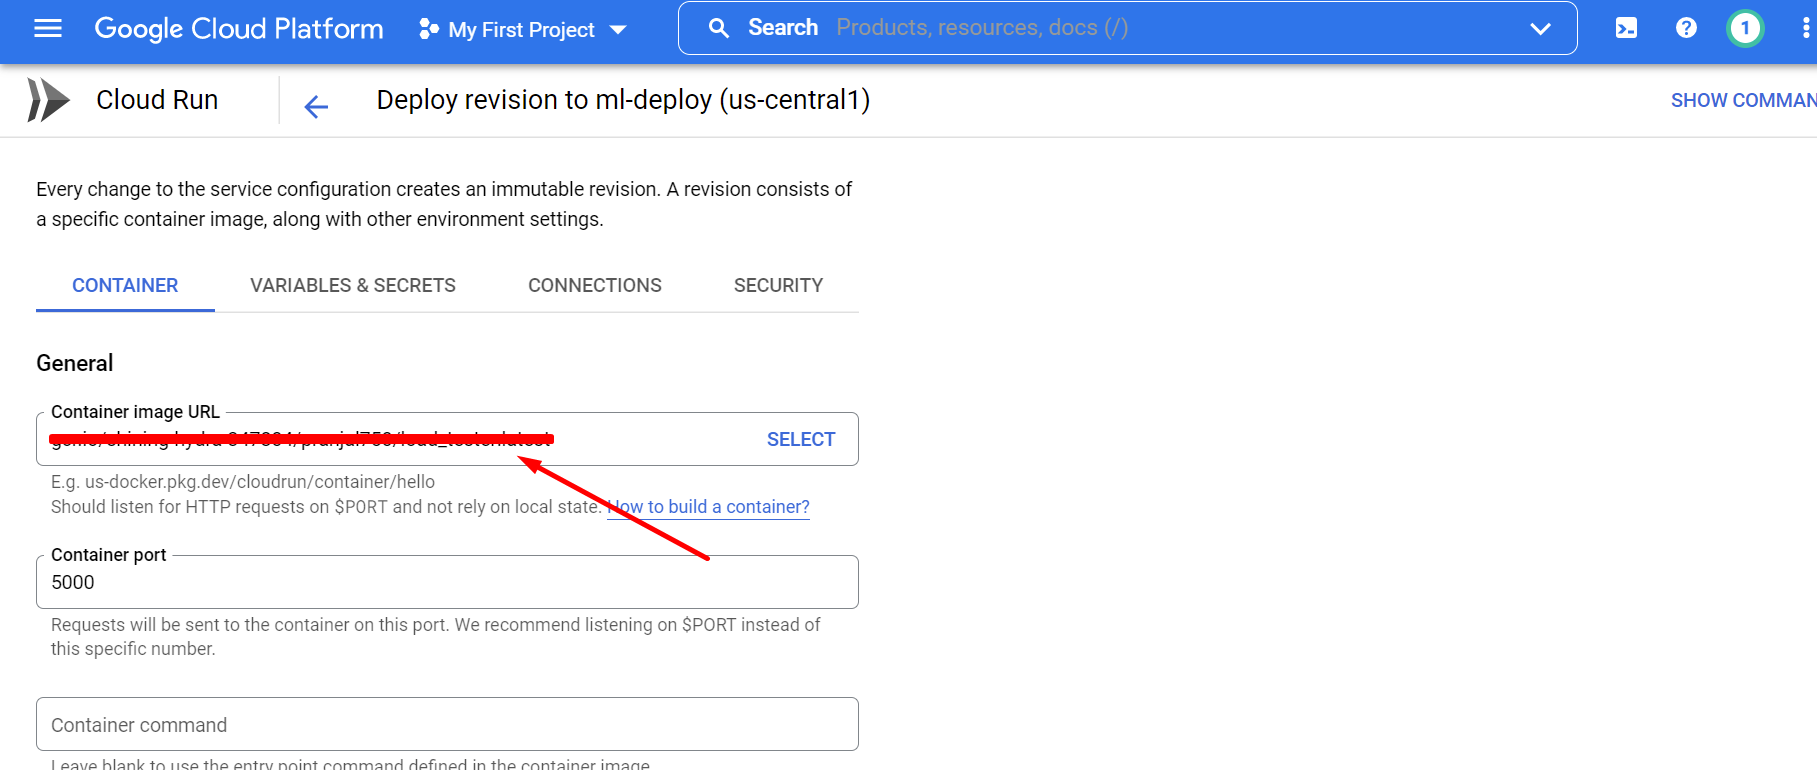 Google Cloud Platform My First Project Search Products, resources, docs (/) 1
Cloud Run Deploy revision to ml-deploy (us-central1) SHOW COMMAN
Every change to the service configuration creates an immutable revision. A revision consists of
a specific container image, along with other environment settings.
CONTAINER VARIABLES & SECRETS CONNECTIONS SECURITY
General
Container image URL
SELECT
E.g. us-docker.pkg.dev/cloudrun/container/hello
Should listen for HTTP requests on $PORT and not rely on local state. How to build a container?
Container port
5000
Requests will be sent to the container on this port. We recommend listening on $PORT instead of
this specific number.
Container command
Leave blank to use the entry point command defined in the container image.